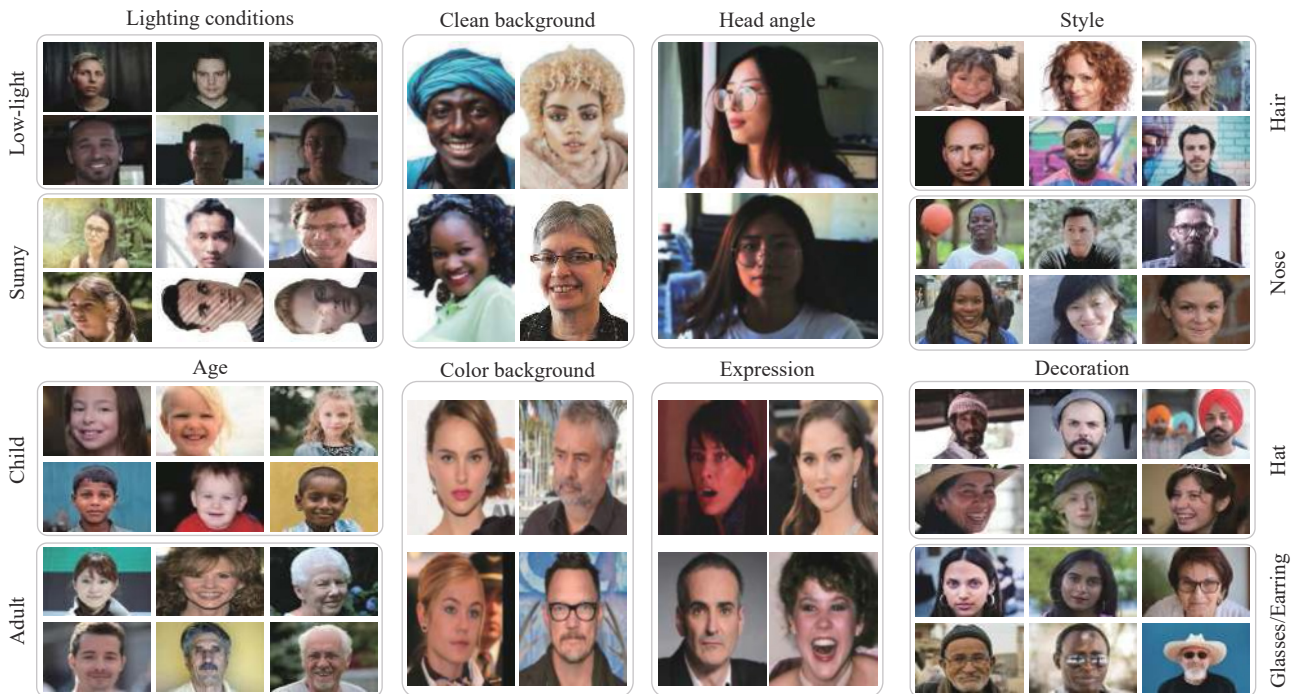 Lighting conditions
Clean background
Head angle
Style
Low-light
Sunny
Hair
Nose
Age
Color background
Expression
Decoration
Child
Adult
Hat
Glasses/Earring